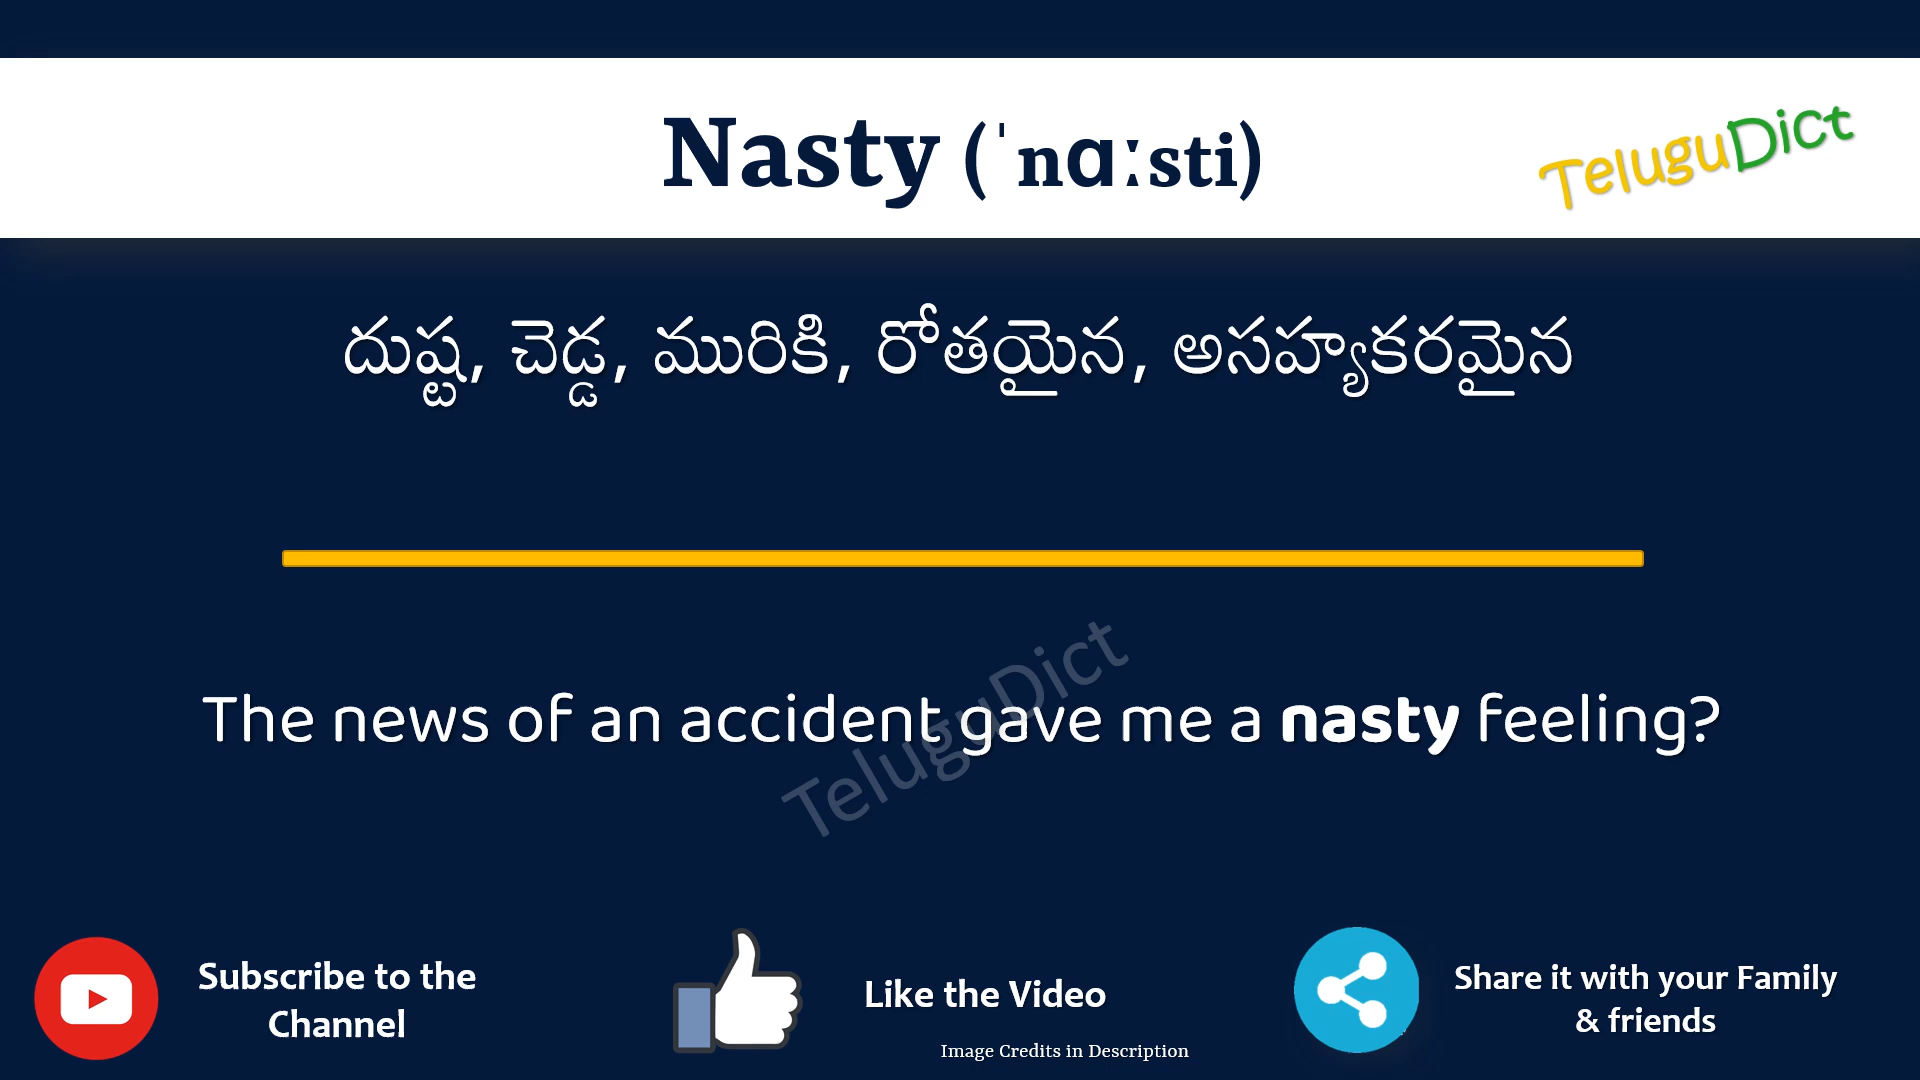 Nasty (ˈnɑːsti)
TeluguDict
దుష్ట, చెడ్డ, మురికి, రోతయైన, అసహ్యకరమైన
The news of an accident gave me a nasty feeling?
TeluguDict
Subscribe to the
Channel
Like the Video
Share it with your Family
& friends
Image Credits in Description